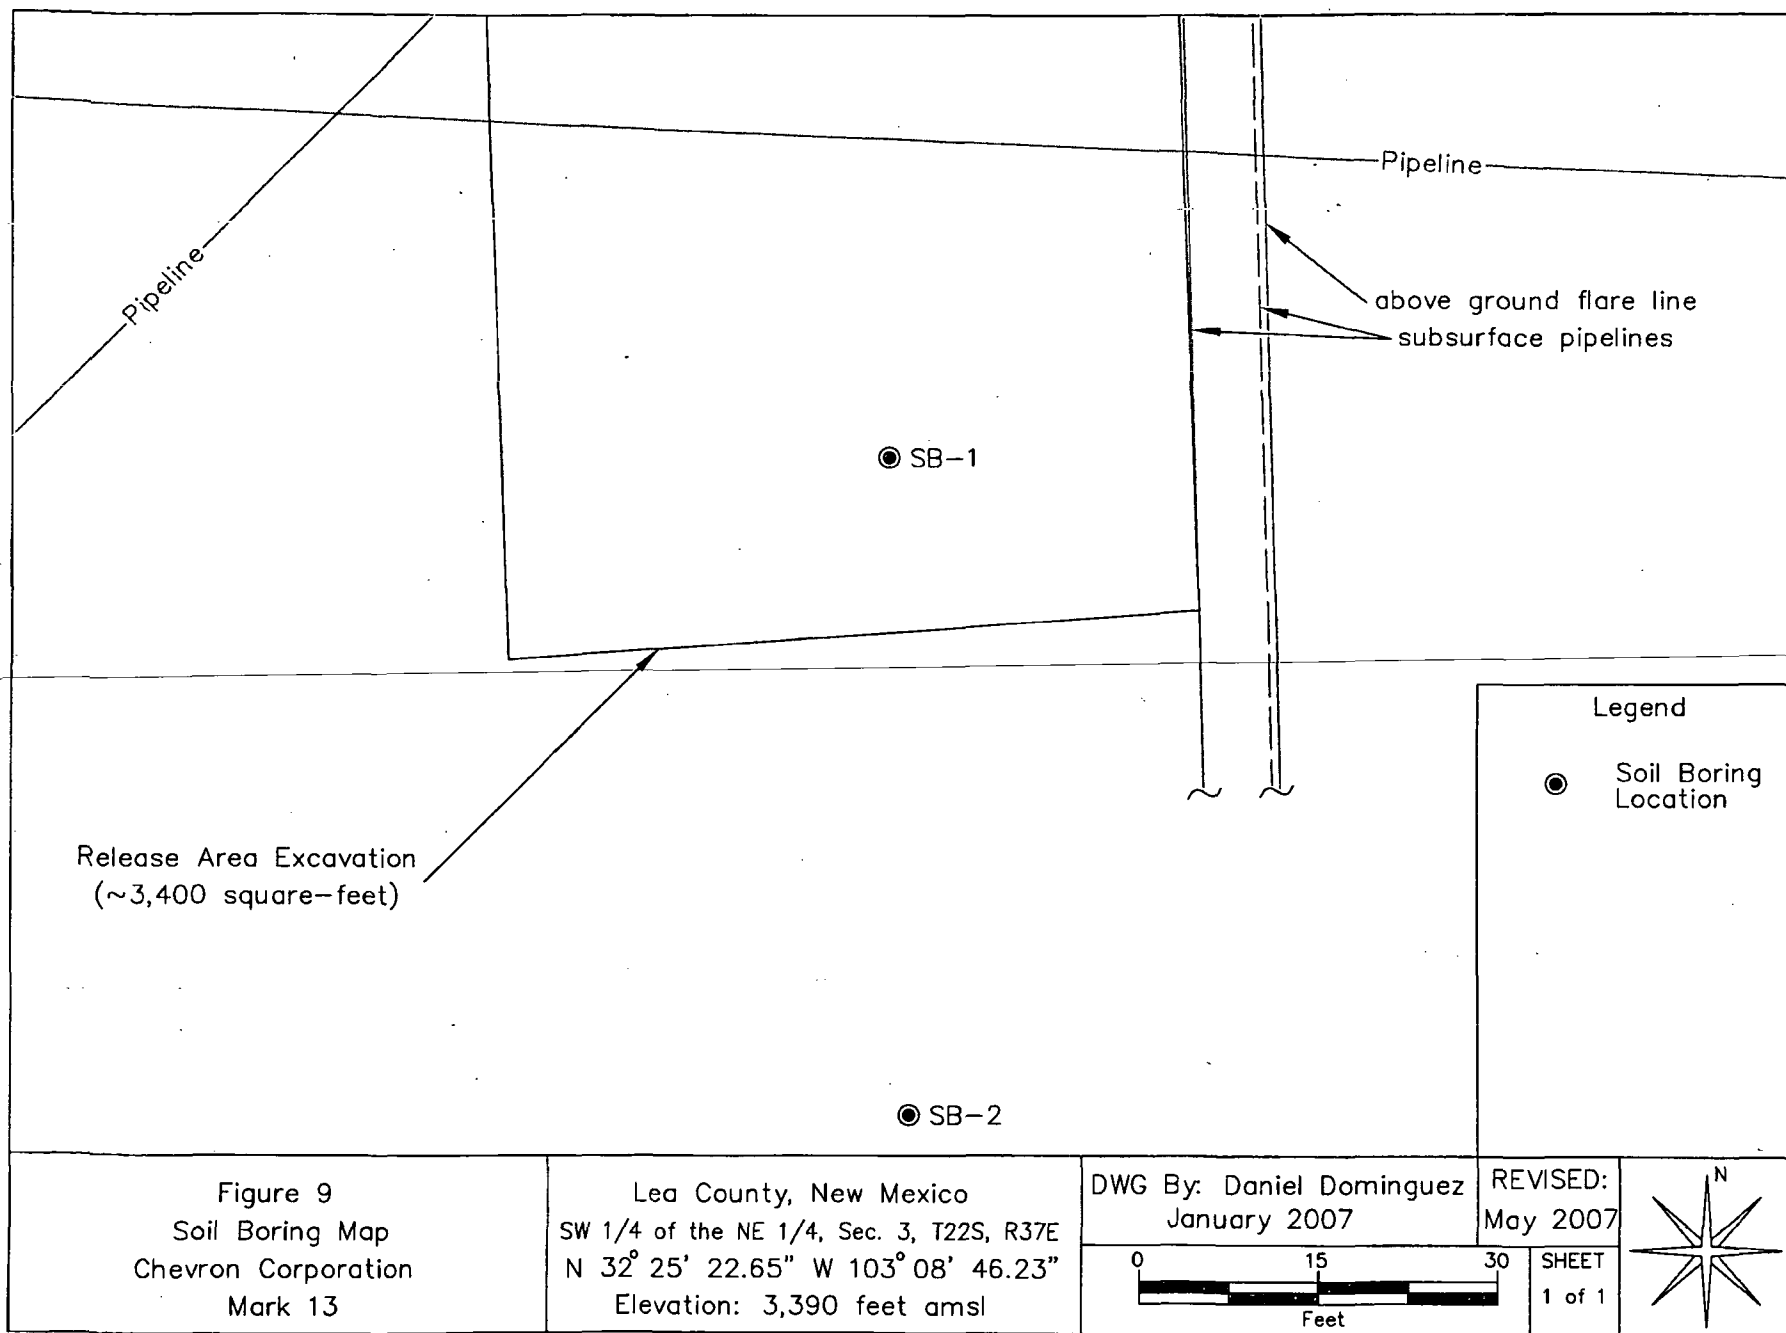 Pipeline
Pipeline
above ground flare line
subsurface pipelines
SB-1
Legend
Soil Boring
Location
Release Area Excavation
(~3,400 square-feet)
SB-2
Figure 9
Soil Boring Map
Chevron Corporation
Mark 13
Lea County, New Mexico
SW 1/4 of the NE 1/4, Sec. 3, T22S, R37E
N 32° 25' 22.65" W 103° 08' 46.23"
Elevation: 3,390 feet amsl
DWG By: Daniel Dominguez
January 2007
REVISED:
May 2007
0 15 30
Feet
SHEET
1 of 1
N